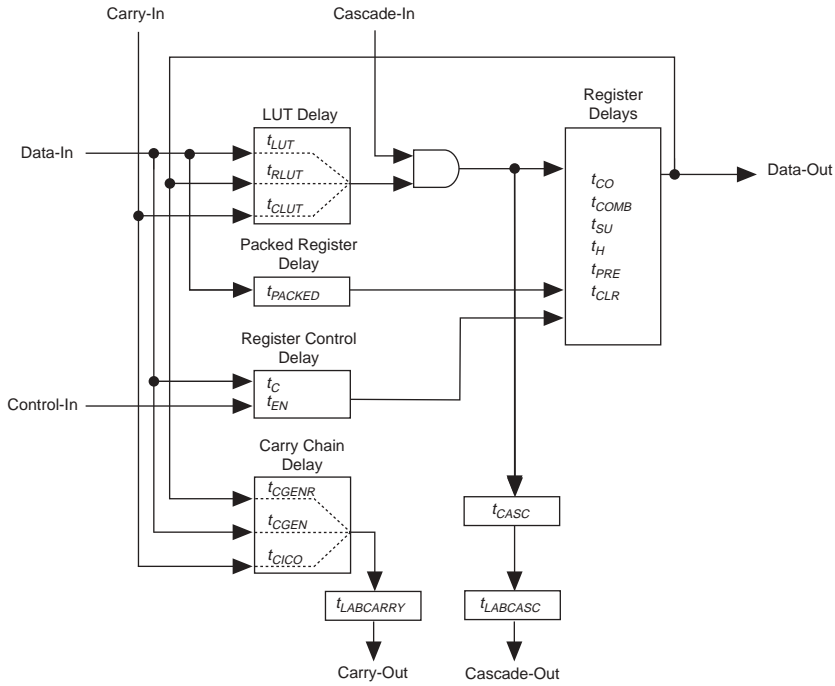 Carry-In
Cascade-In
LUT Delay
Register
Delays
Data-In
tLUT
tRLUT
tCLUT
Data-Out
tCO
tCOMB
tSU
tH
tPRE
tCLR
Packed Register
Delay
tPACKED
Register Control
Delay
tC
tEN
Control-In
Carry Chain
Delay
tCGENR
tCGEN
tCICO
tCASC
tLABCARRY
tLABCASC
Carry-Out
Cascade-Out